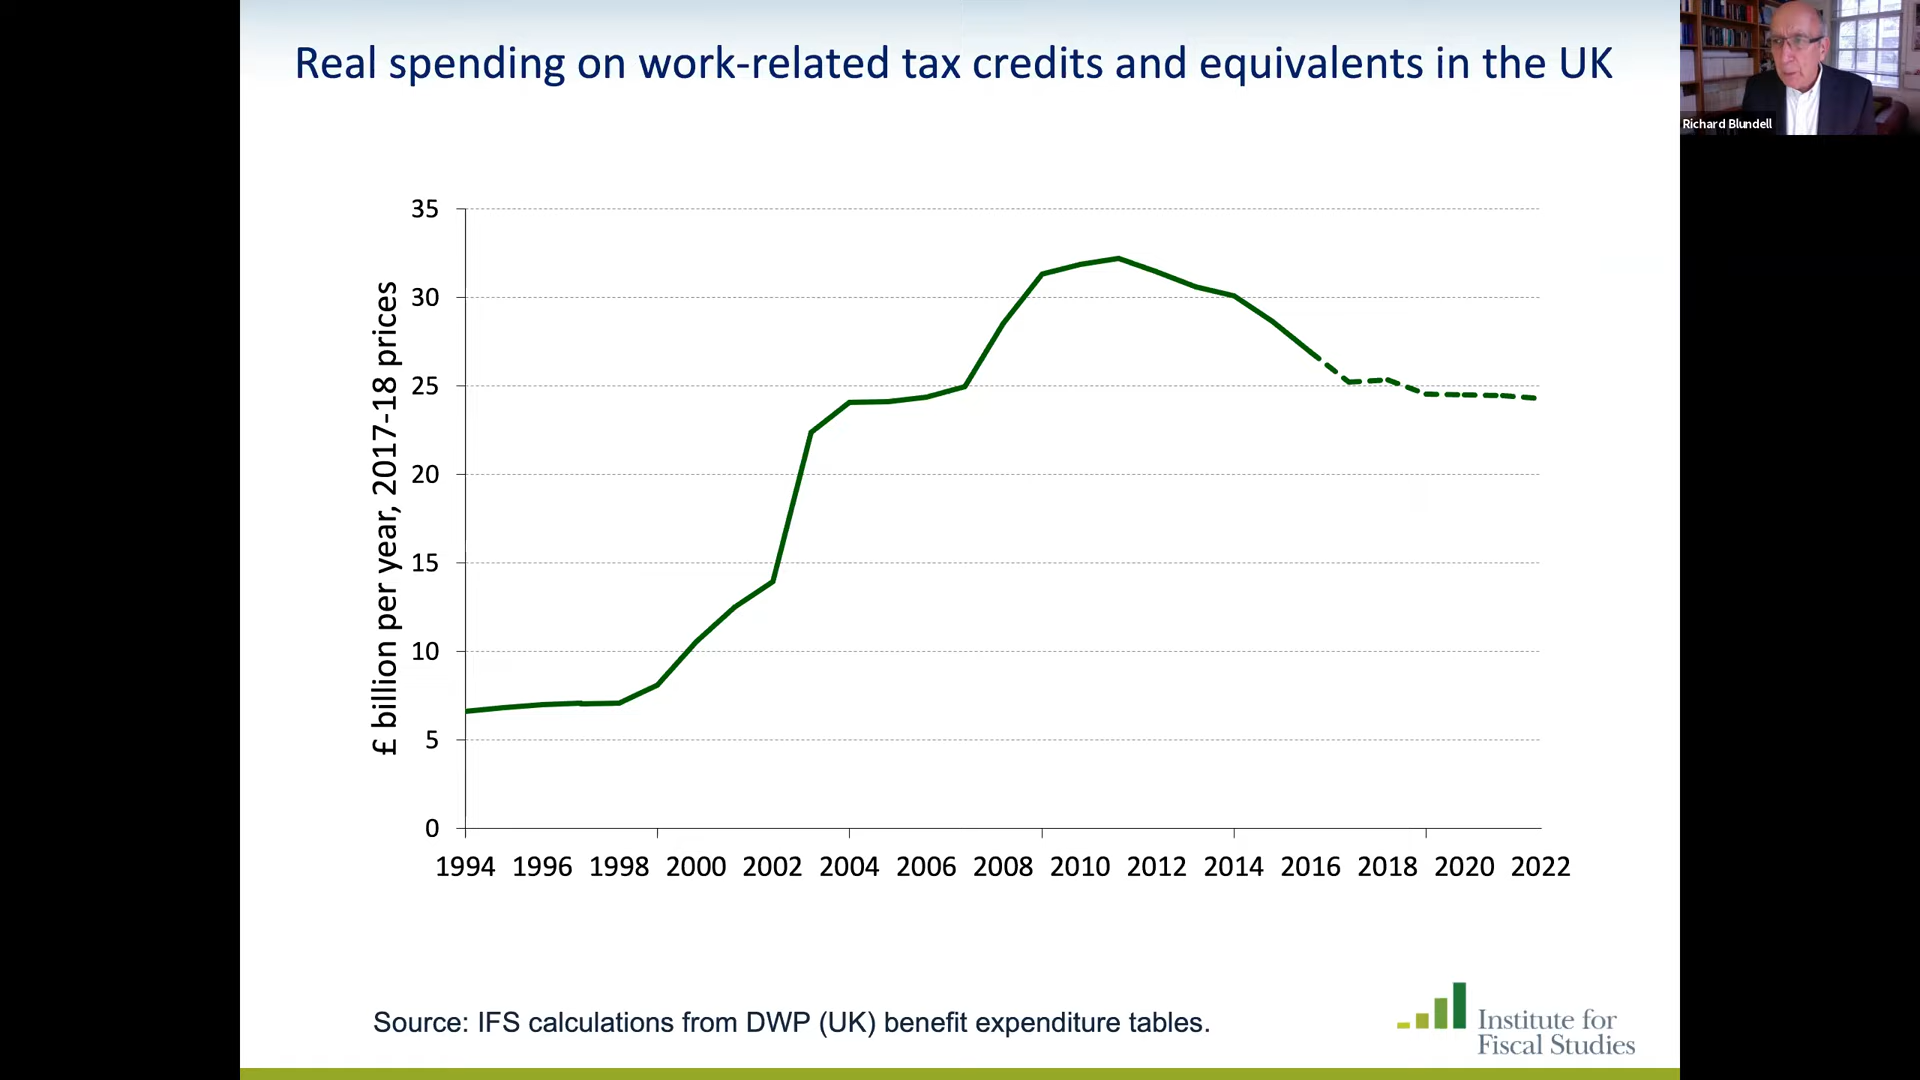 Real spending on work-related tax credits and equivalents in the UK
Richard Blundell
£ billion per year, 2017-18 prices
35
30
25
20
15
10
5
0
1994 1996 1998 2000 2002 2004 2006 2008 2010 2012 2014 2016 2018 2020 2022
Source: IFS calculations from DWP (UK) benefit expenditure tables.
Institute for
Fiscal Studies